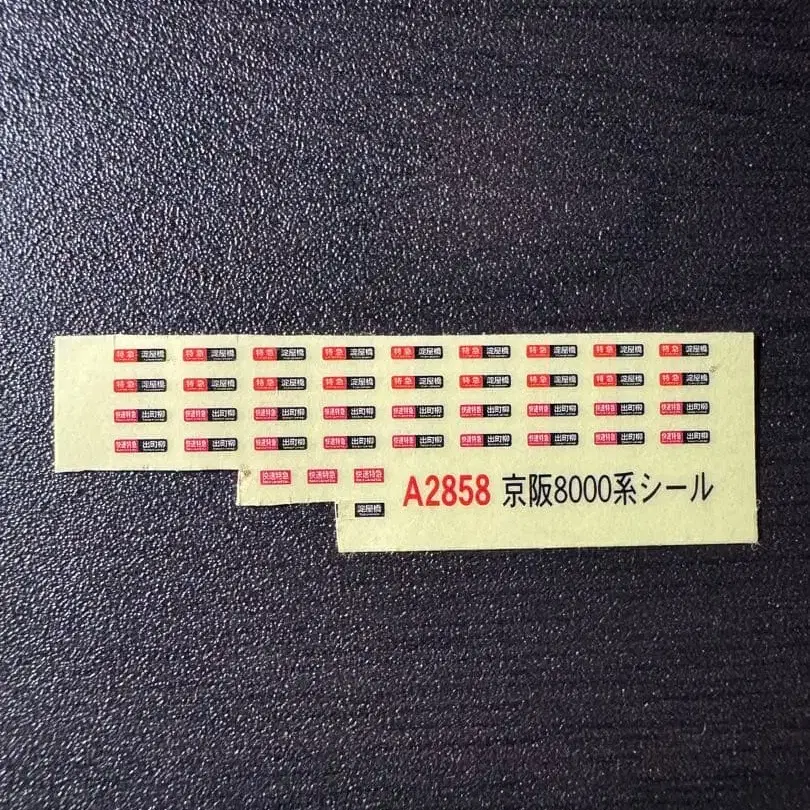 特急 淀屋橋 特急 淀屋橋 特急 淀屋橋 特急 淀屋橋 特急 淀屋橋 特急 淀屋橋 特急 淀屋橋 特急 淀屋橋 特急 淀屋橋
特急 淀屋橋 特急 淀屋橋 特急 淀屋橋 特急 淀屋橋 特急 淀屋橋 特急 淀屋橋 特急 淀屋橋 特急 淀屋橋 特急 淀屋橋
快速特急 出町柳 快速特急 出町柳 快速特急 出町柳 快速特急 出町柳 快速特急 出町柳 快速特急 出町柳 快速特急 出町柳 快速特急 出町柳 快速特急 出町柳
快速特急 出町柳 快速特急 出町柳 快速特急 出町柳 快速特急 出町柳 快速特急 出町柳 快速特急 出町柳 快速特急 出町柳 快速特急 出町柳 快速特急 出町柳
快速特急 快速特急 快速特急
淀屋橋
A2858 京阪8000系シール